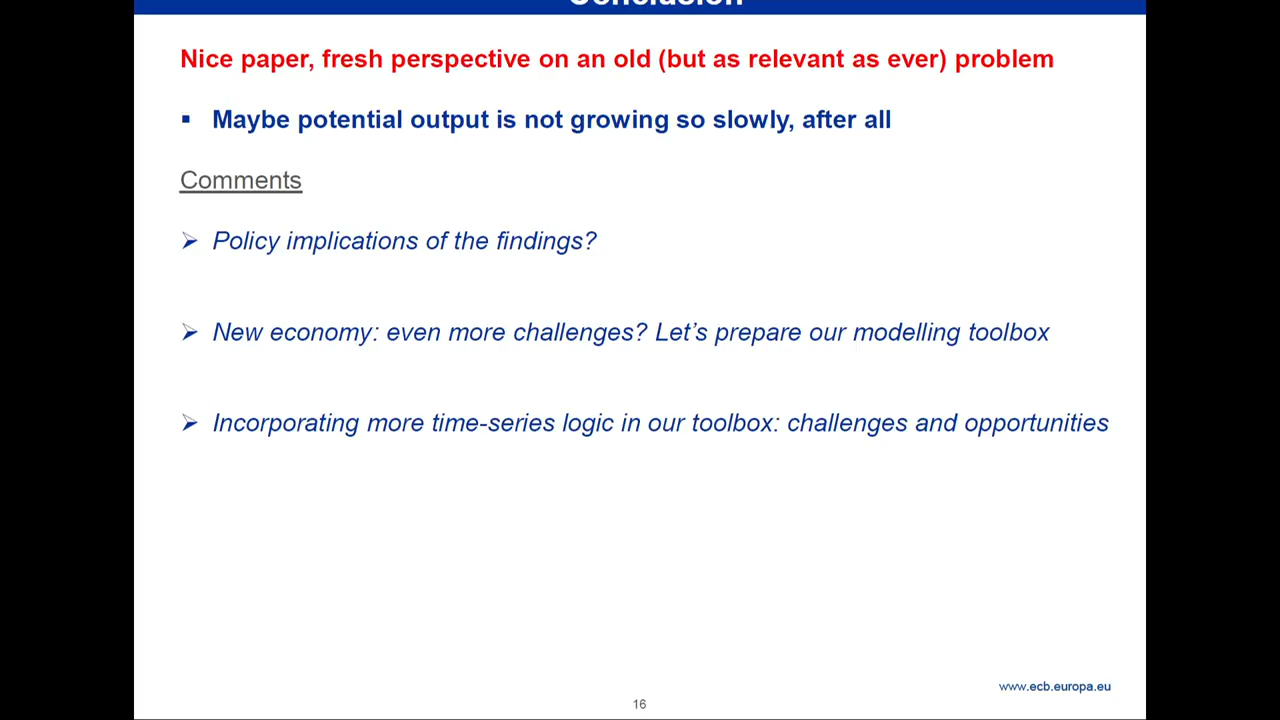 Conclusion
Nice paper, fresh perspective on an old (but as relevant as ever) problem
▪ Maybe potential output is not growing so slowly, after all
Comments
➢ Policy implications of the findings?
➢ New economy: even more challenges? Let's prepare our modelling toolbox
➢ Incorporating more time-series logic in our toolbox: challenges and opportunities
www.ecb.europa.eu
16